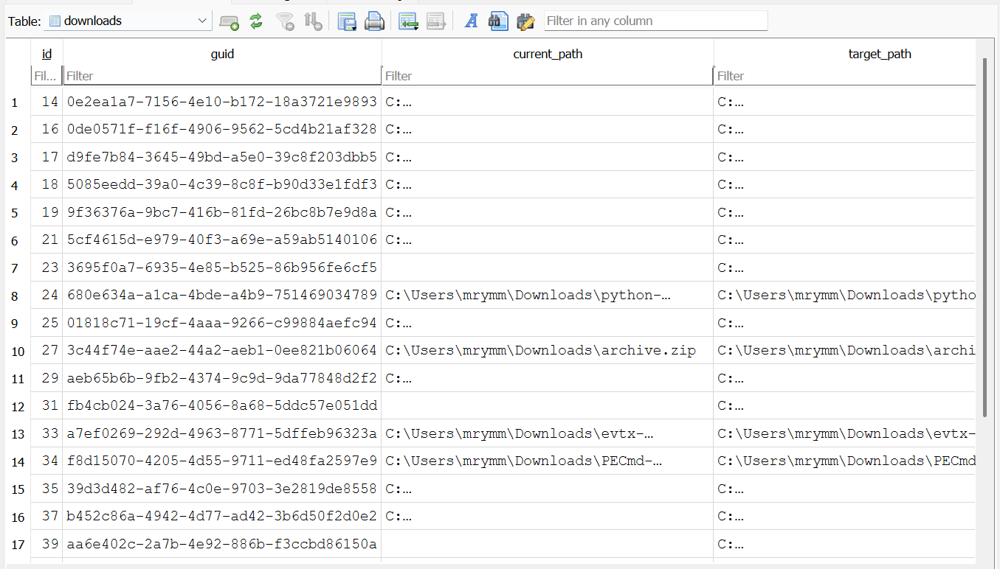 Table: downloads Filter in any column
id guid current_path target_path
Fil... Filter Filter Filter
1 14 0e2ea1a7-7156-4e10-b172-18a3721e9893 C:… C:…
2 16 0de0571f-f16f-4906-9562-5cd4b21af328 C:… C:…
3 17 d9fe7b84-3645-49bd-a5e0-39c8f203dbb5 C:… C:…
4 18 5085eedd-39a0-4c39-8c8f-b90d33e1fdf3 C:… C:…
5 19 9f36376a-9bc7-416b-81fd-26bc8b7e9d8a C:… C:…
6 21 5cf4615d-e979-40f3-a69e-a59ab5140106 C:… C:…
7 23 3695f0a7-6935-4e85-b525-86b956fe6cf5 C:…
8 24 680e634a-a1ca-4bde-a4b9-751469034789 C:\Users\mrymm\Downloads\python-… C:\Users\mrymm\Downloads\pytho
9 25 01818c71-19cf-4aaa-9266-c99884aefc94 C:… C:…
10 27 3c44f74e-aae2-44a2-aeb1-0ee821b06064 C:\Users\mrymm\Downloads\archive.zip C:\Users\mrymm\Downloads\archi
11 29 aeb65b6b-9fb2-4374-9c9d-9da77848d2f2 C:… C:…
12 31 fb4cb024-3a76-4056-8a68-5ddc57e051dd C:…
13 33 a7ef0269-292d-4963-8771-5dffeb96323a C:\Users\mrymm\Downloads\evtx-… C:\Users\mrymm\Downloads\evtx-
14 34 f8d15070-4205-4d55-9711-ed48fa2597e9 C:\Users\mrymm\Downloads\PECmd-… C:\Users\mrymm\Downloads\PECmd
15 35 39d3d482-af76-4c0e-9703-3e2819de8558 C:… C:…
16 37 b452c86a-4942-4d77-ad42-3b6d50f2d0e2 C:… C:…
17 39 aa6e402c-2a7b-4e92-886b-f3ccbd86150a C:…